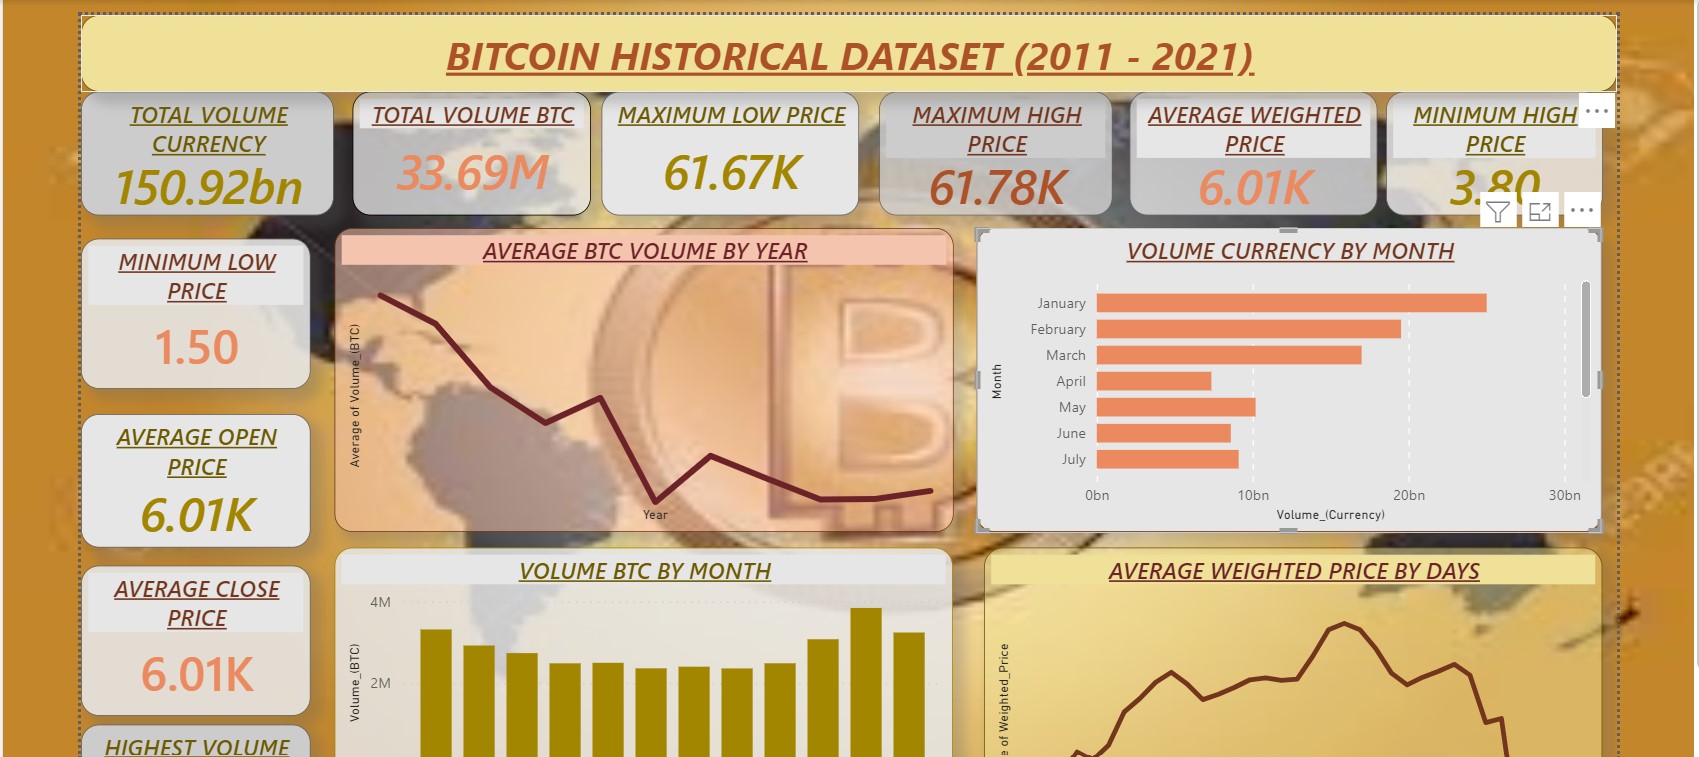 BITCOIN HISTORICAL DATASET (2011 - 2021)
TOTAL VOLUME
CURRENCY
150.92bn
TOTAL VOLUME BTC
33.69M
MAXIMUM LOW PRICE
61.67K
MAXIMUM HIGH
PRICE
61.78K
AVERAGE WEIGHTED
PRICE
6.01K
MINIMUM HIGH
PRICE
3.80
MINIMUM LOW
PRICE
1.50
AVERAGE OPEN
PRICE
6.01K
AVERAGE CLOSE
PRICE
6.01K
HIGHEST VOLUME
AVERAGE BTC VOLUME BY YEAR
Average of Volume_(BTC)
Year
VOLUME CURRENCY BY MONTH
Month
January
February
March
April
May
June
July
0bn 10bn 20bn 30bn
Volume_(Currency)
VOLUME BTC BY MONTH
Volume_(BTC)
4M
2M
AVERAGE WEIGHTED PRICE BY DAYS
of Weighted_Price